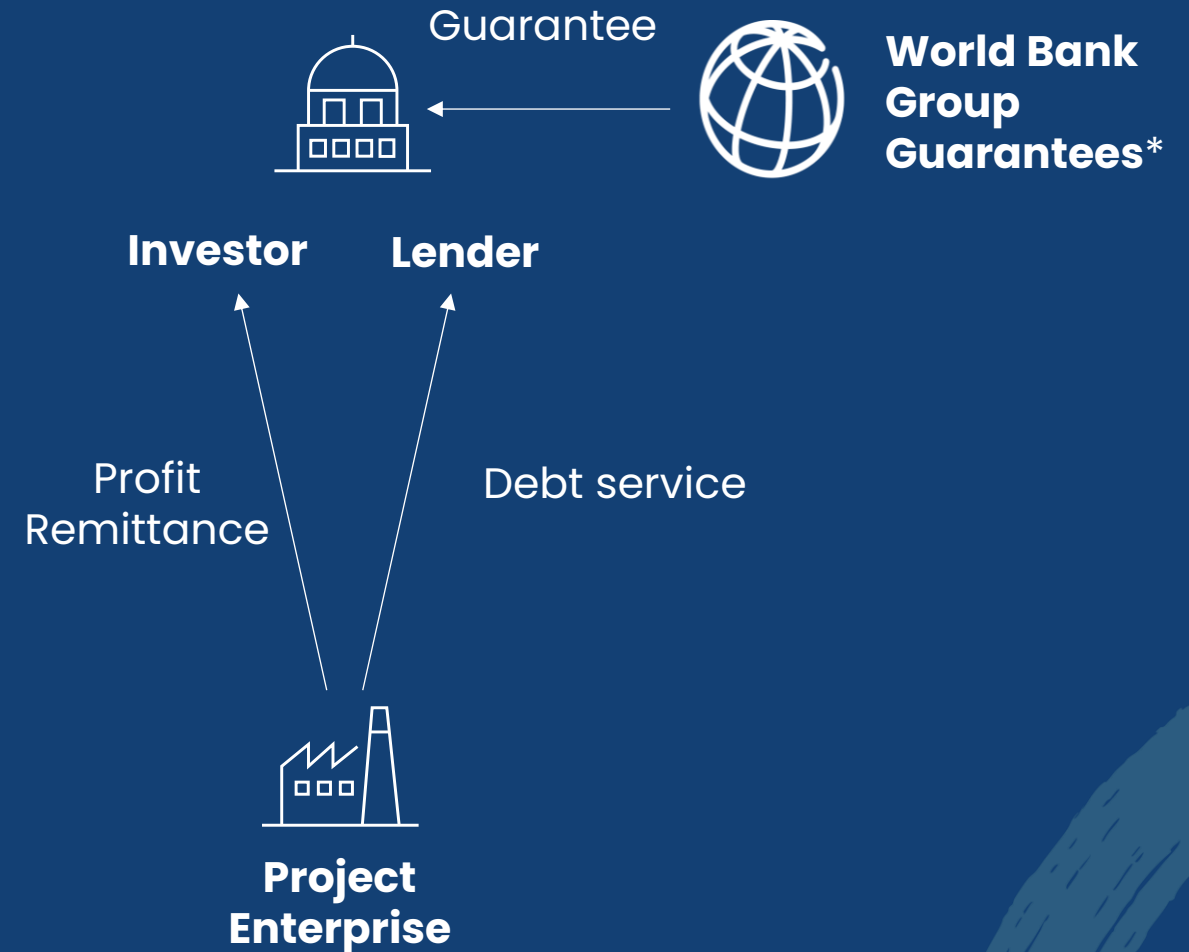 Guarantee
World Bank
Group
Guarantees*
Investor
Lender
Profit
Remittance
Debt service
Project
Enterprise